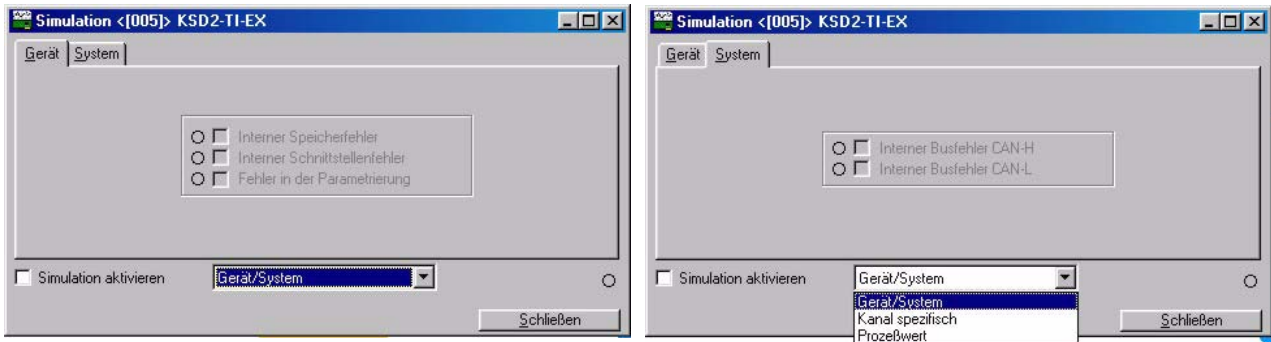 Simulation <[005]> KSD2-TI-EX
Gerät System
Interner Speicherfehler
Interner Schnittstellenfehler
Fehler in der Parametrierung
Simulation aktivieren Gerät/System
Schließen
Simulation <[005]> KSD2-TI-EX
Gerät System
Interner Busfehler CAN-H
Interner Busfehler CAN-L
Simulation aktivieren Gerät/System
Gerät/System
Kanal spezifisch
Prozeßwert
Schließen